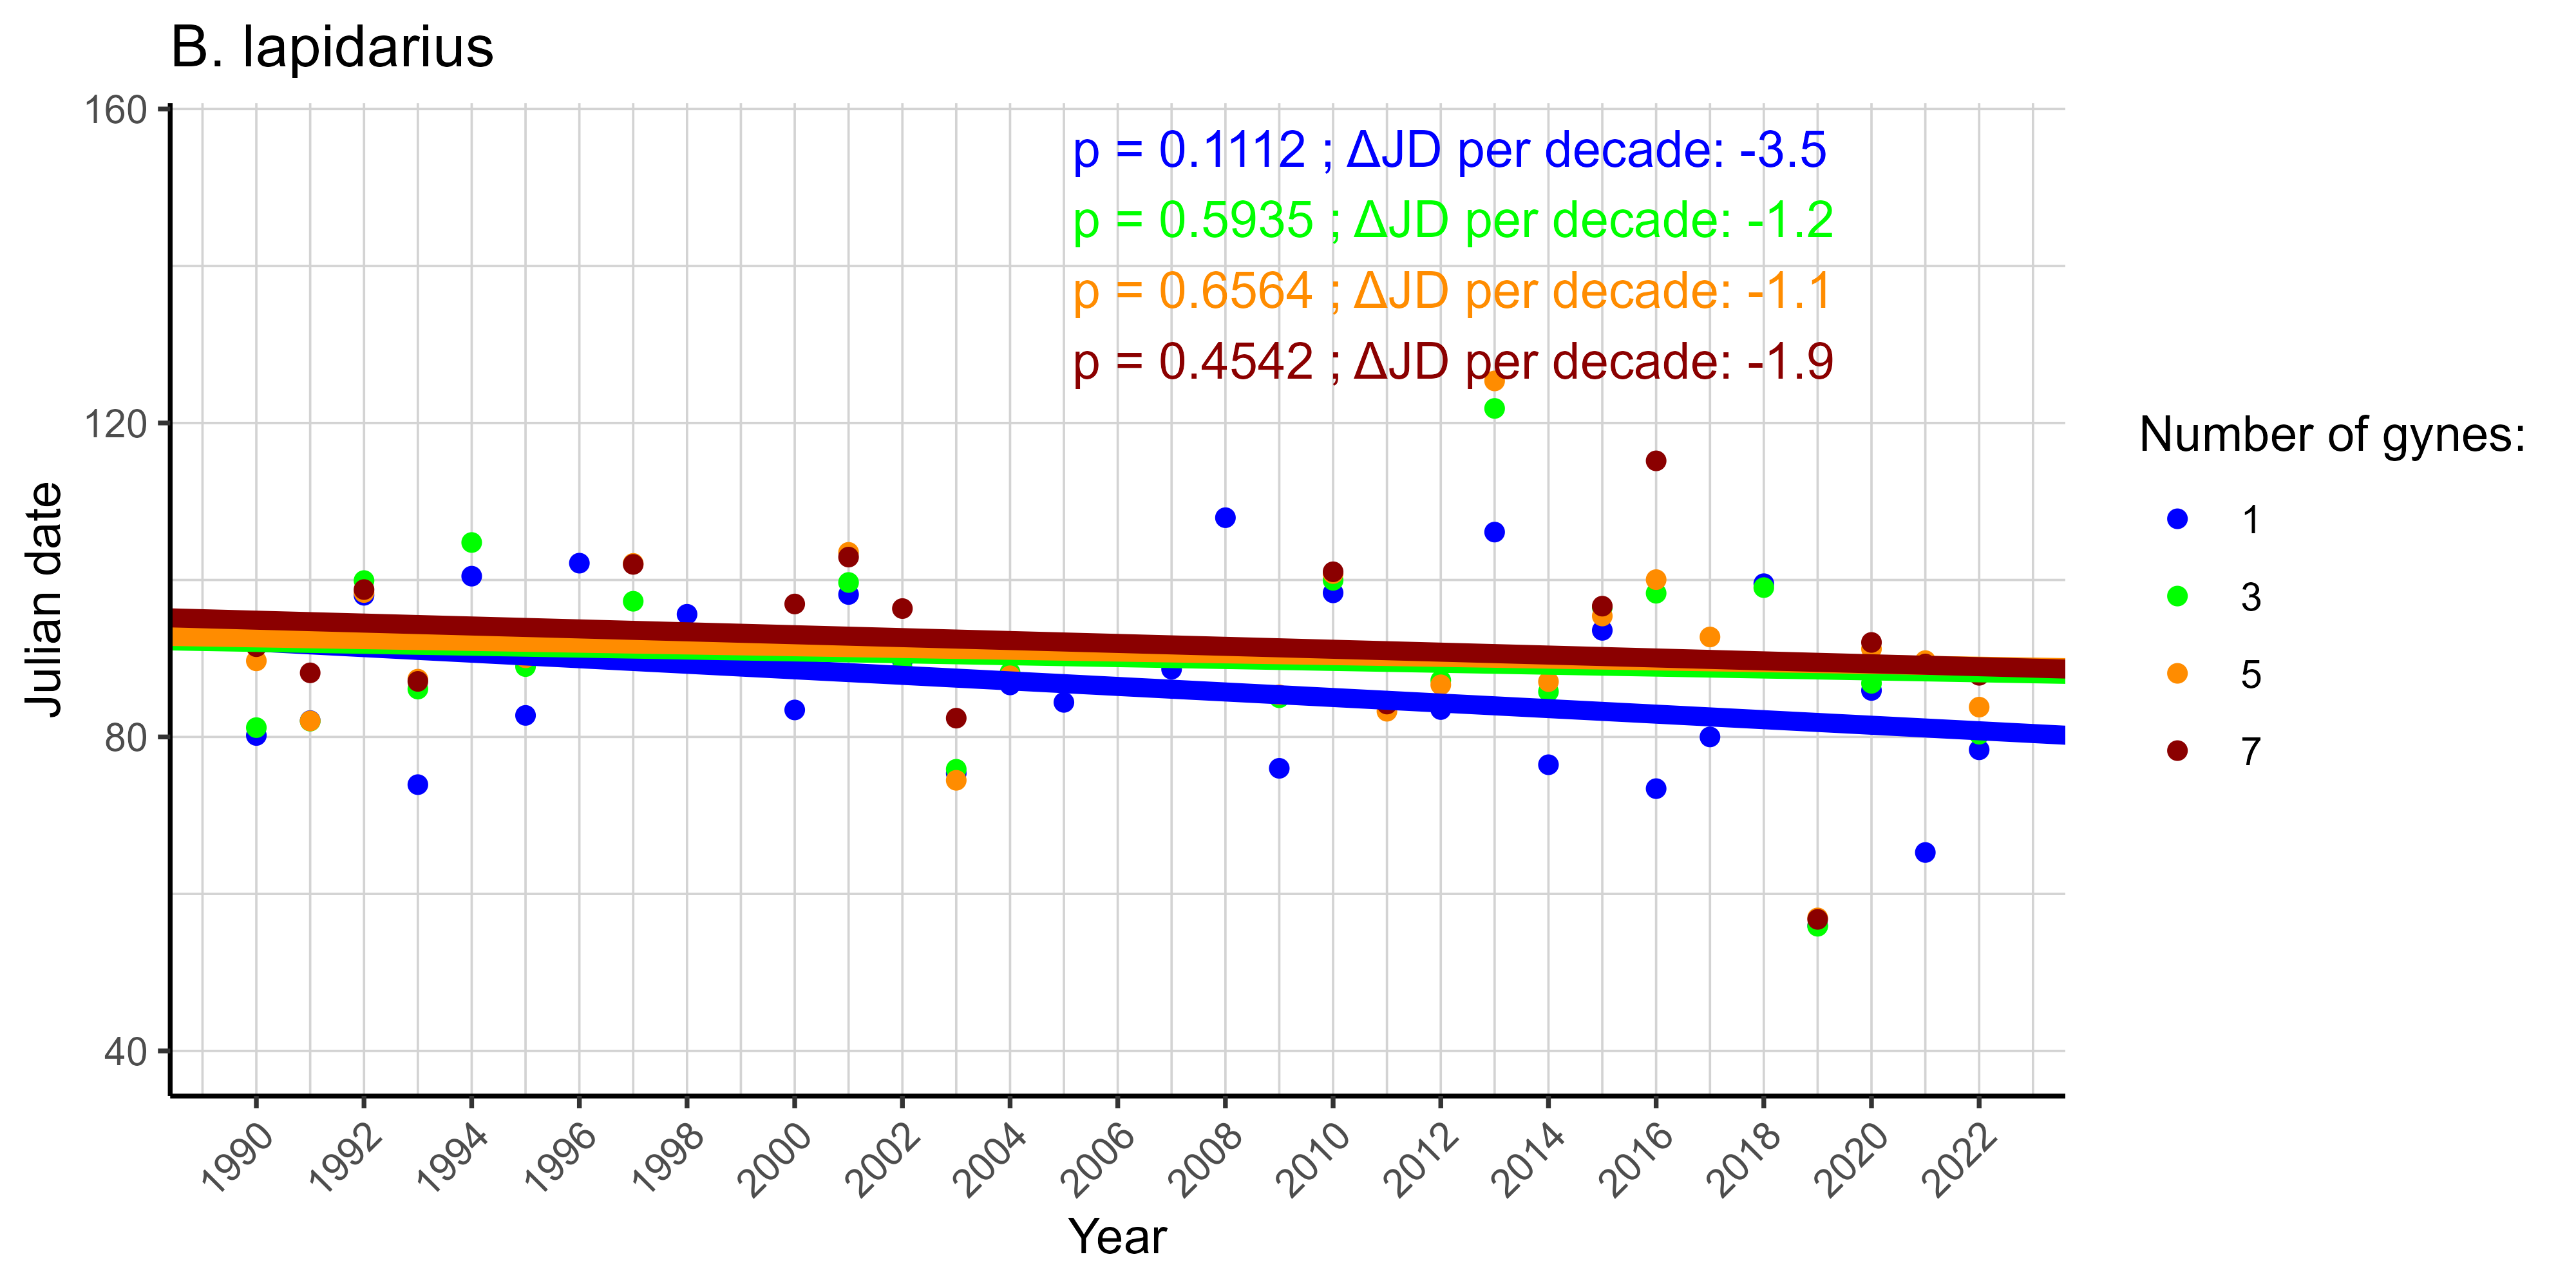 B. lapidarius
160
120
80
40
Julian date
p = 0.1112 ; ΔJD per decade: -3.5
p = 0.5935 ; ΔJD per decade: -1.2
p = 0.6564 ; ΔJD per decade: -1.1
p = 0.4542 ; ΔJD per decade: -1.9
1990 1992 1994 1996 1998 2000 2002 2004 2006 2008 2010 2012 2014 2016 2018 2020 2022
Year
Number of gynes:
1
3
5
7